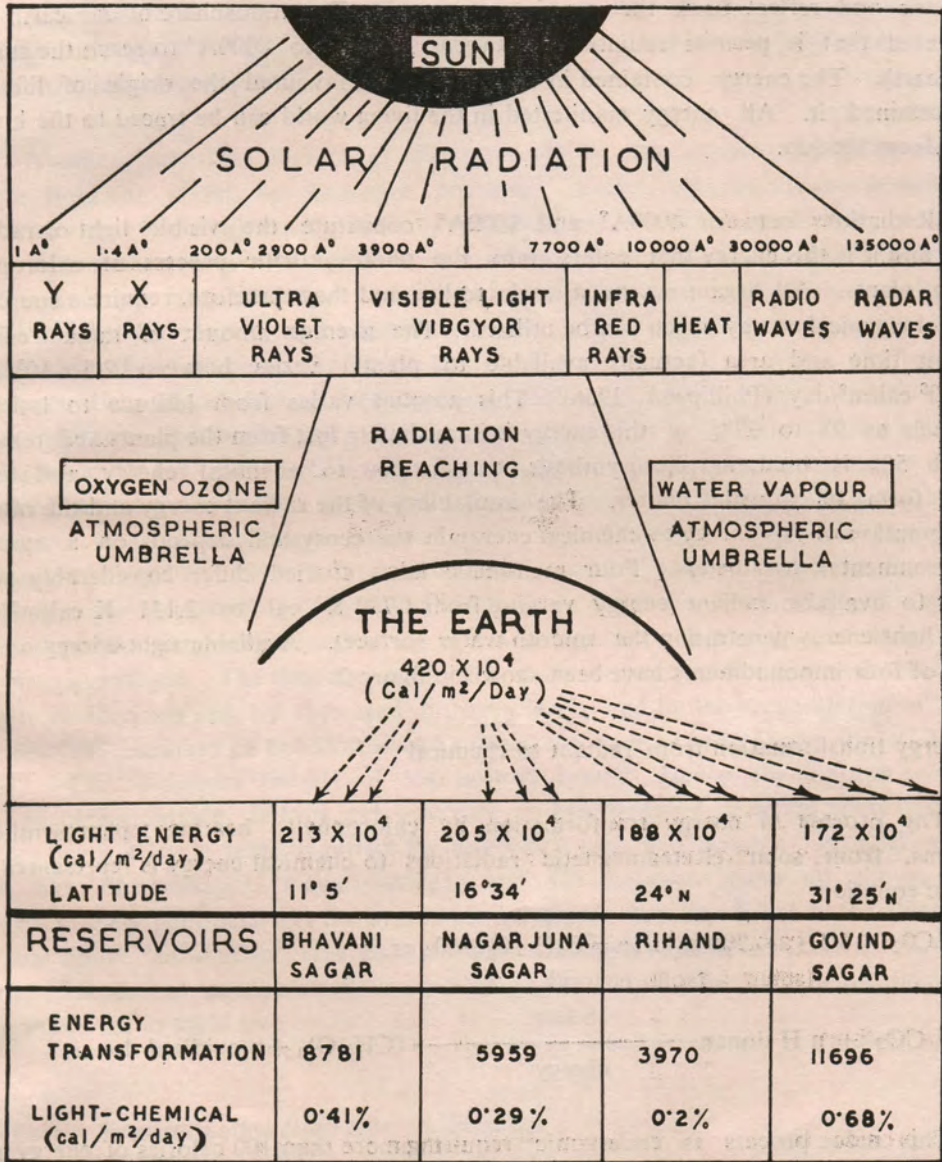 SUN
SOLAR RADIATION
1 A° 1·4 A° 200 A° 2900 A° 3900 A° 7700 A° 10000 A° 30000 A° 135000 A°
Y RAYS
X RAYS
ULTRA VIOLET RAYS
VISIBLE LIGHT VIBGYOR RAYS
INFRA RED RAYS
HEAT
RADIO WAVES
RADAR WAVES
RADIATION
REACHING
OXYGEN OZONE
ATMOSPHERIC
UMBRELLA
WATER VAPOUR
ATMOSPHERIC
UMBRELLA
THE EARTH
420 X 10⁴
(Cal/m²/Day)
LIGHT ENERGY 213 X 10⁴ 205 X 10⁴ 188 X 10⁴ 172 X 10⁴
(cal/m²/day)
LATITUDE 11° 5′ 16°34′ 24° N 31° 25′ N
RESERVOIRS BHAVANI NAGARJUNA RIHAND GOVIND
SAGAR SAGAR SAGAR
ENERGY
TRANSFORMATION 8781 5959 3970 11696
LIGHT-CHEMICAL 0·41% 0·29% 0·2% 0·68%
(cal/m²/day)